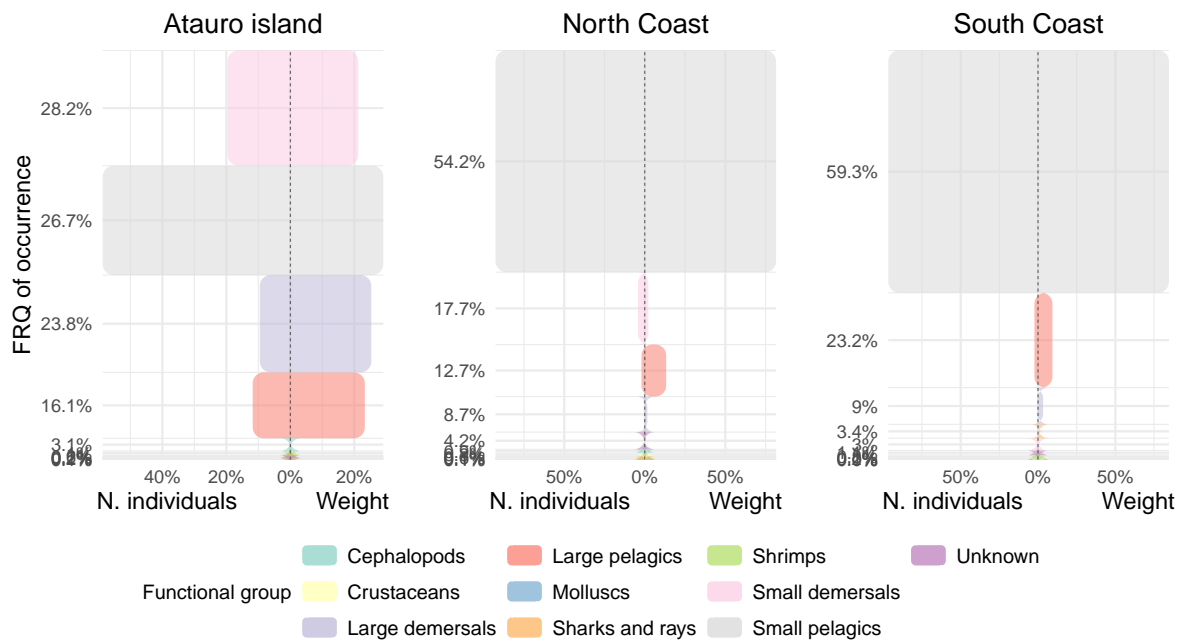 Atauro island
North Coast
South Coast
FRQ of occurrence
28.2%
26.7%
23.8%
16.1%
3.1%
54.2%
17.7%
12.7%
8.7%
4.2%
59.3%
23.2%
9%
3.4%
3%
40% 20% 0% 20%
50% 0% 50%
50% 0% 50%
N. individuals Weight
N. individuals Weight
N. individuals Weight
Functional group
Cephalopods
Crustaceans
Large demersals
Large pelagics
Molluscs
Sharks and rays
Shrimps
Small demersals
Small pelagics
Unknown